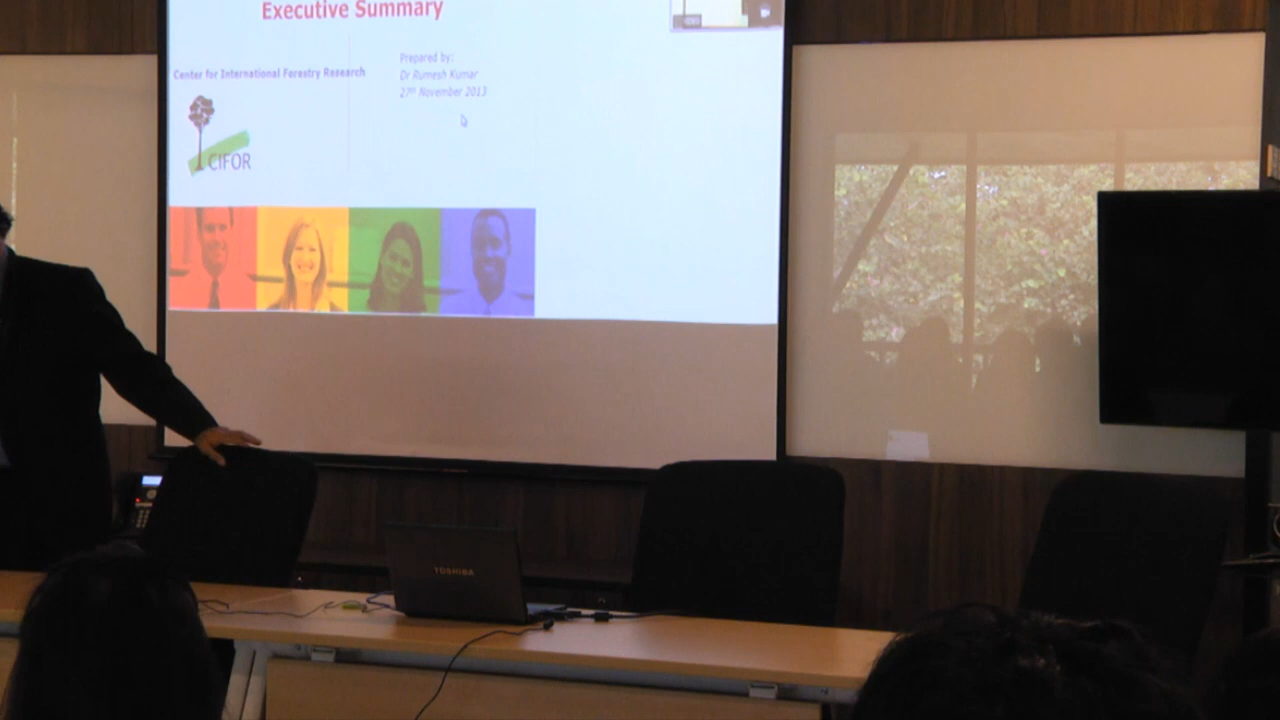 Executive Summary
Center for International Forestry Research
Prepared by:
Dr Rumesh Kumar
27th November 2013
CIFOR
TOSHIBA